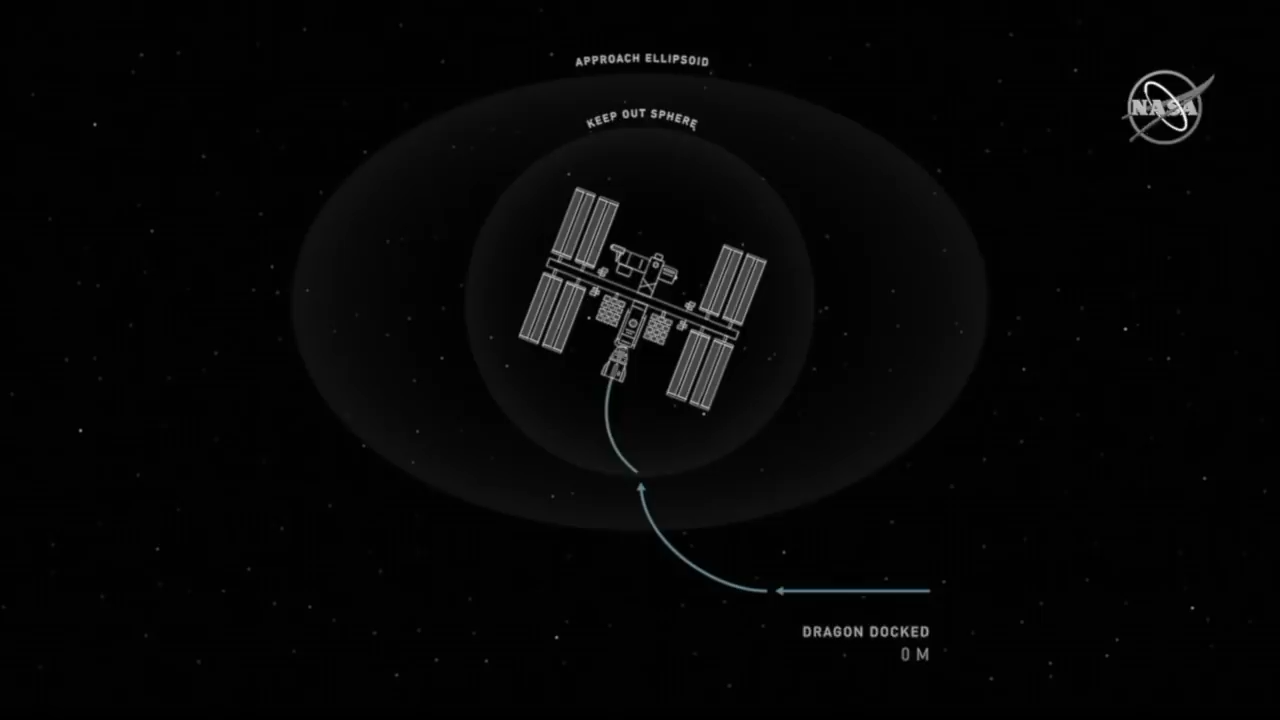 APPROACH ELLIPSOID
KEEP OUT SPHERE
NASA
DRAGON DOCKED
0 M